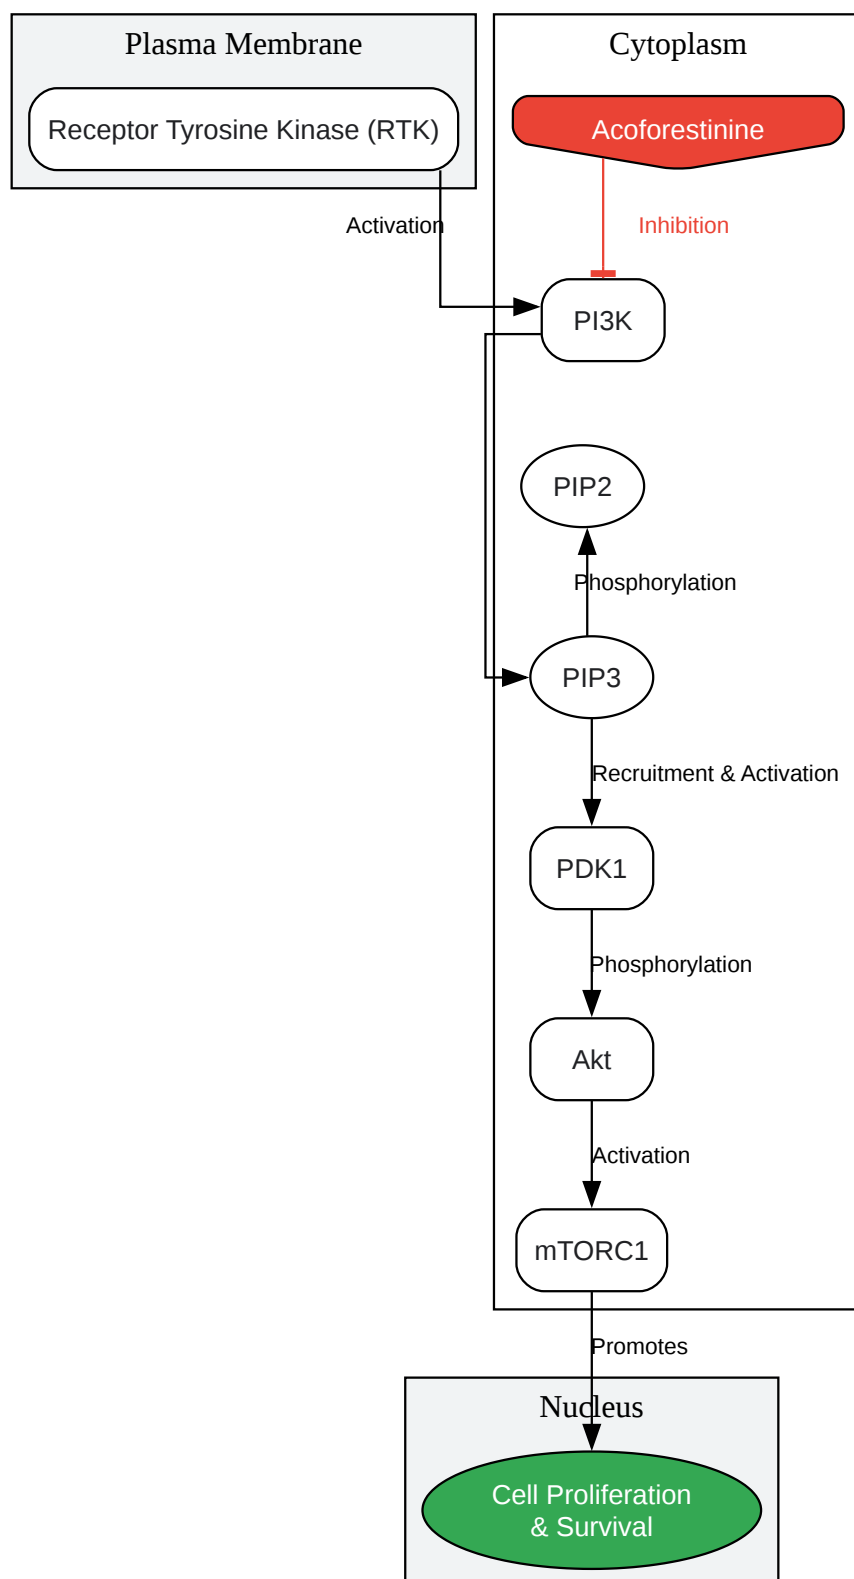 Plasma Membrane
Cytoplasm
Receptor Tyrosine Kinase (RTK)
Acoforestinine
Activation
Inhibition
PI3K
PIP2
Phosphorylation
PIP3
Recruitment & Activation
PDK1
Phosphorylation
Akt
Activation
mTORC1
Promotes
Nucleus
Cell Proliferation
& Survival